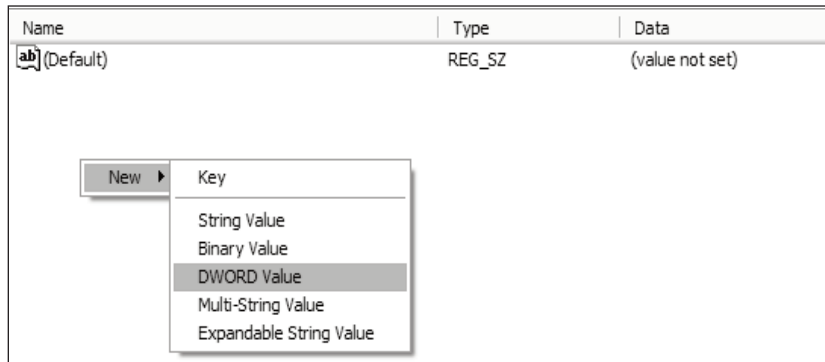 Name Type Data
ab (Default) REG_SZ (value not set)
New Key
String Value
Binary Value
DWORD Value
Multi-String Value
Expandable String Value